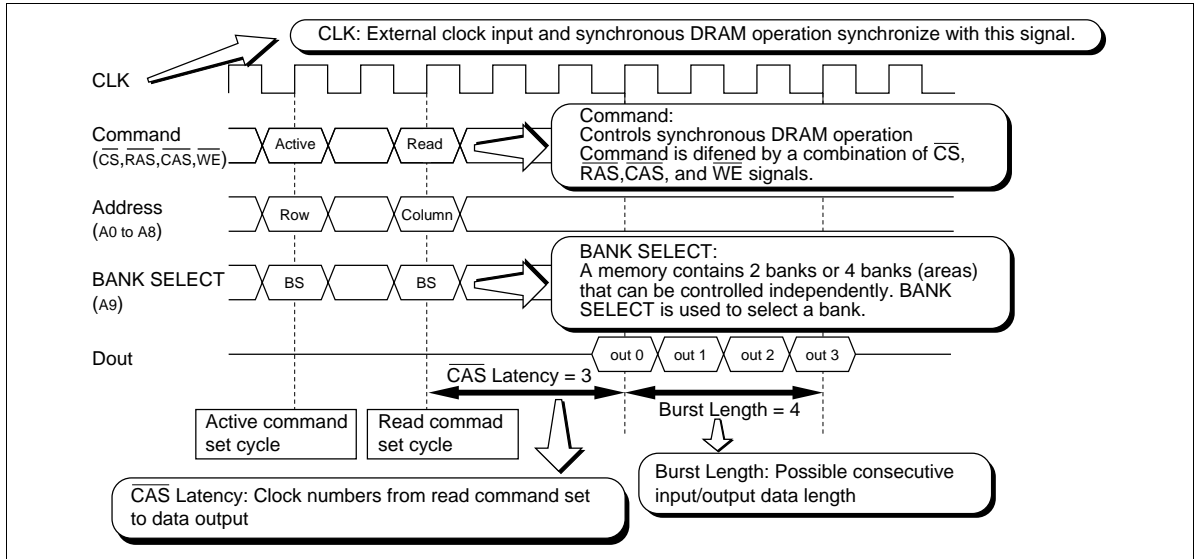 CLK: External clock input and synchronous DRAM operation synchronize with this signal.
CLK
Command
(CS,RAS,CAS,WE)
Active
Read
Command:
Controls synchronous DRAM operation
Command is difened by a combination of CS,
RAS,CAS, and WE signals.
Address
(A0 to A8)
Row
Column
BANK SELECT
(A9)
BS
BS
BANK SELECT:
A memory contains 2 banks or 4 banks (areas)
that can be controlled independently. BANK
SELECT is used to select a bank.
Dout
out 0
out 1
out 2
out 3
CAS Latency = 3
Burst Length = 4
Active command
set cycle
Read commad
set cycle
CAS Latency: Clock numbers from read command set
to data output
Burst Length: Possible consecutive
input/output data length